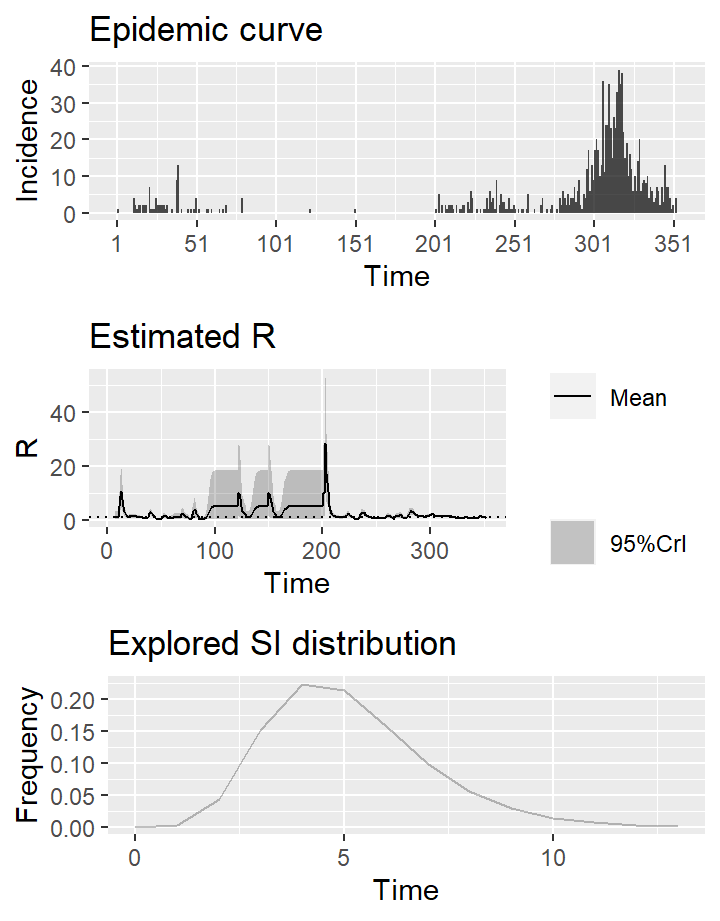 Epidemic curve
40
30
20
10
0
Incidence
1 51 101 151 201 251 301 351
Time
Estimated R
40
20
0
R
0 100 200 300
Time
Mean
95%CrI
Explored SI distribution
0.20
0.15
0.10
0.05
0.00
Frequency
0 5 10
Time